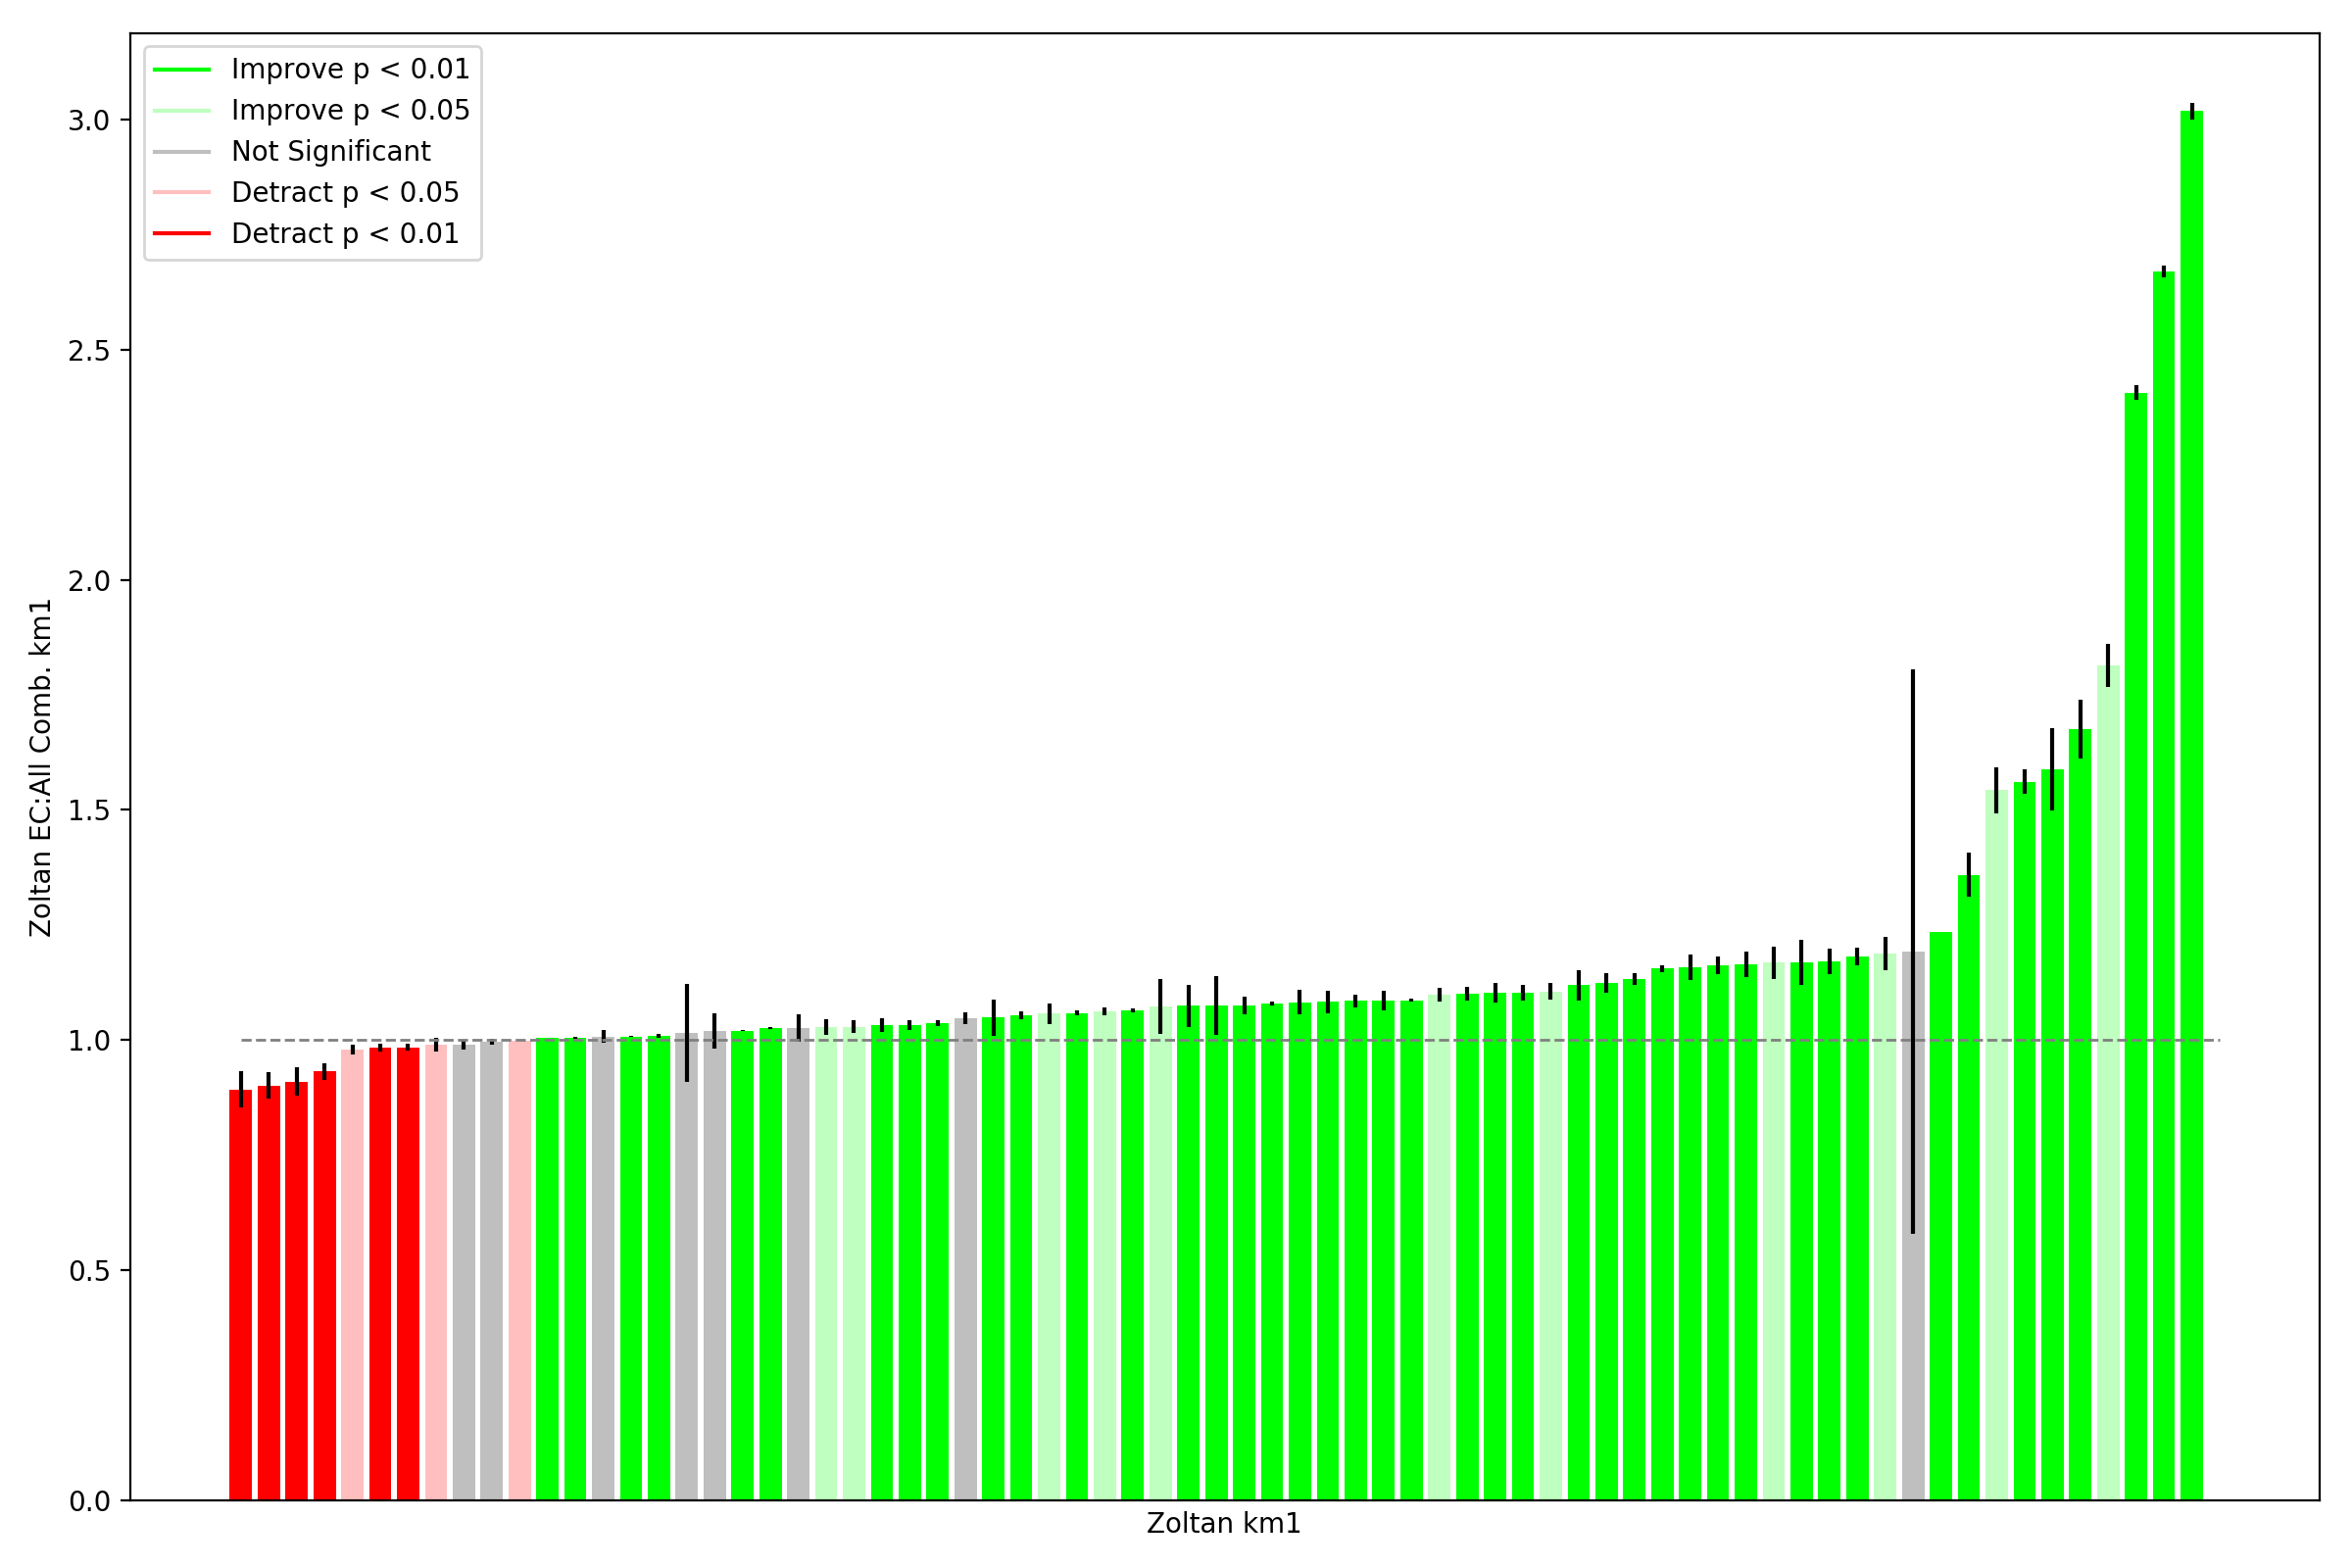 Improve p < 0.01
Improve p < 0.05
Not Significant
Detract p < 0.05
Detract p < 0.01
3.0
2.5
2.0
1.5
1.0
0.5
0.0
Zoltan EC:All Comb. km1
Zoltan km1